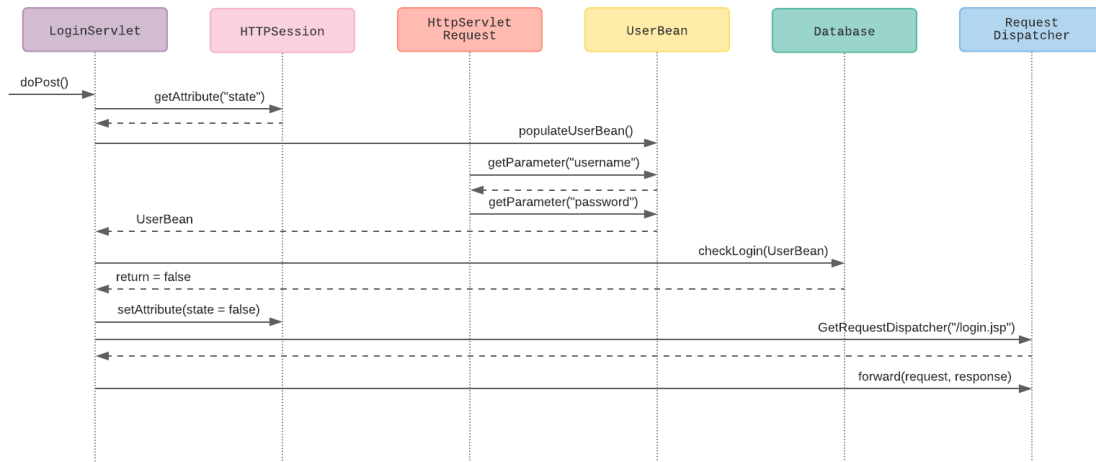 LoginServlet
HTTPSession
HttpServlet
Request
UserBean
Database
Request
Dispatcher
doPost()
getAttribute("state")
populateUserBean()
getParameter("username")
getParameter("password")
UserBean
checkLogin(UserBean)
return = false
setAttribute(state = false)
GetRequestDispatcher("/login.jsp")
forward(request, response)